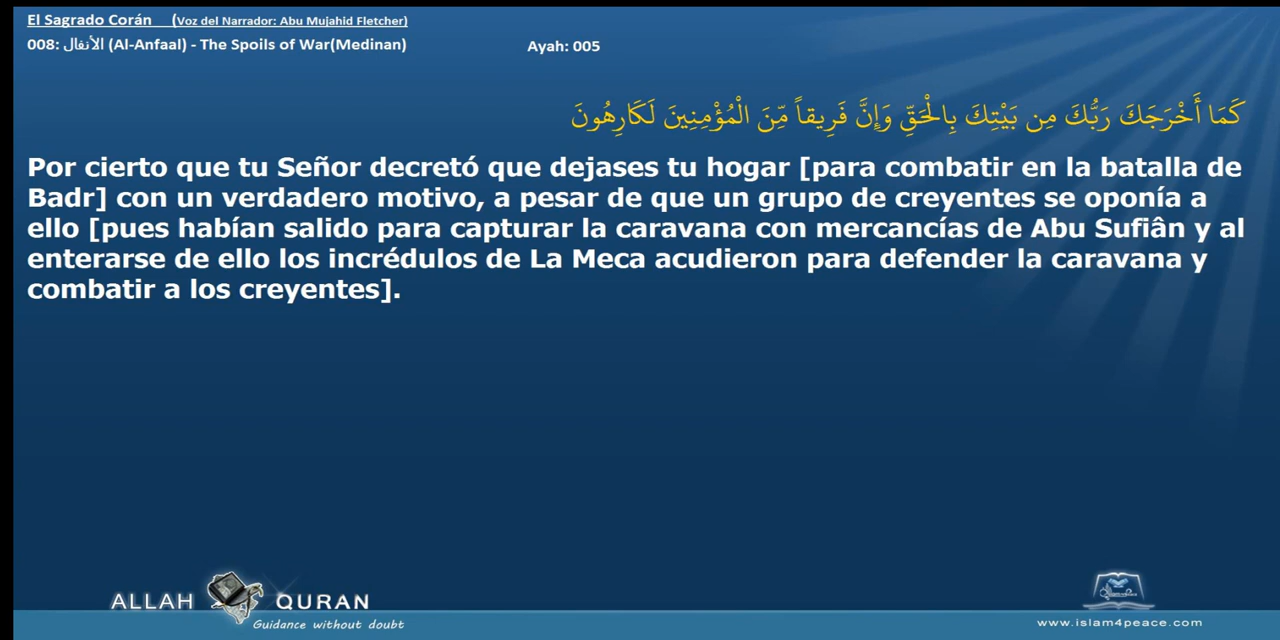 El Sagrado Corán (Voz del Narrador: Abu Mujahid Fletcher)
008: الأنفال (Al-Anfaal) - The Spoils of War(Medinan) Ayah: 005
كَمَا أَخْرَجَكَ رَبُّكَ مِن بَيْتِكَ بِالْحَقِّ وَإِنَّ فَرِيقاً مِّنَ الْمُؤْمِنِينَ لَكَارِهُونَ
Por cierto que tu Señor decretó que dejases tu hogar [para combatir en la batalla de
Badr] con un verdadero motivo, a pesar de que un grupo de creyentes se oponía a
ello [pues habían salido para capturar la caravana con mercancías de Abu Sufiân y al
enterarse de ello los incrédulos de La Meca acudieron para defender la caravana y
combatir a los creyentes].
ALLAH QURAN
Guidance without doubt
www.islam4peace.com